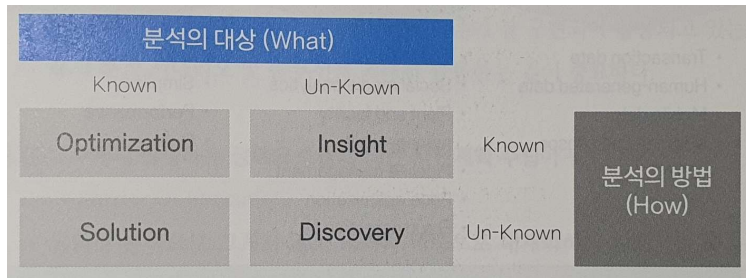 분석의 대상 (What)
Known Un-Known
Optimization Insight Known
분석의 방법
(How)
Solution Discovery Un-Known